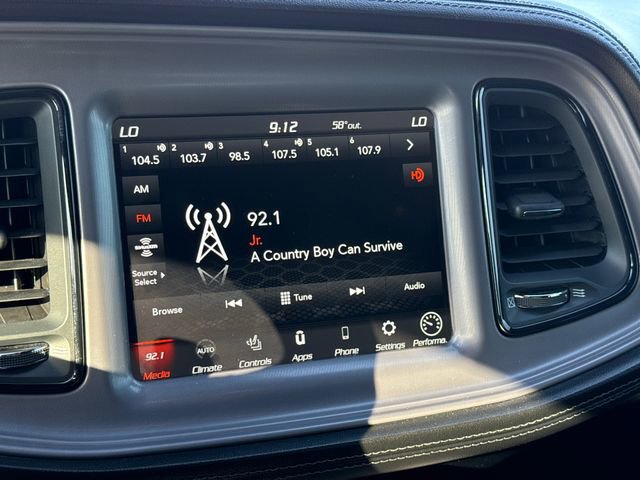 LO 9:12 58°out. LO
1 2 3 4 5 6
104.5 103.7 98.5 107.5 105.1 107.9
AM
FM
92.1
Jr.
A Country Boy Can Survive
SiriusXM
Source
Select
Browse Tune Audio
92.1 AUTO
Media Climate Controls Apps Phone Settings Performa.